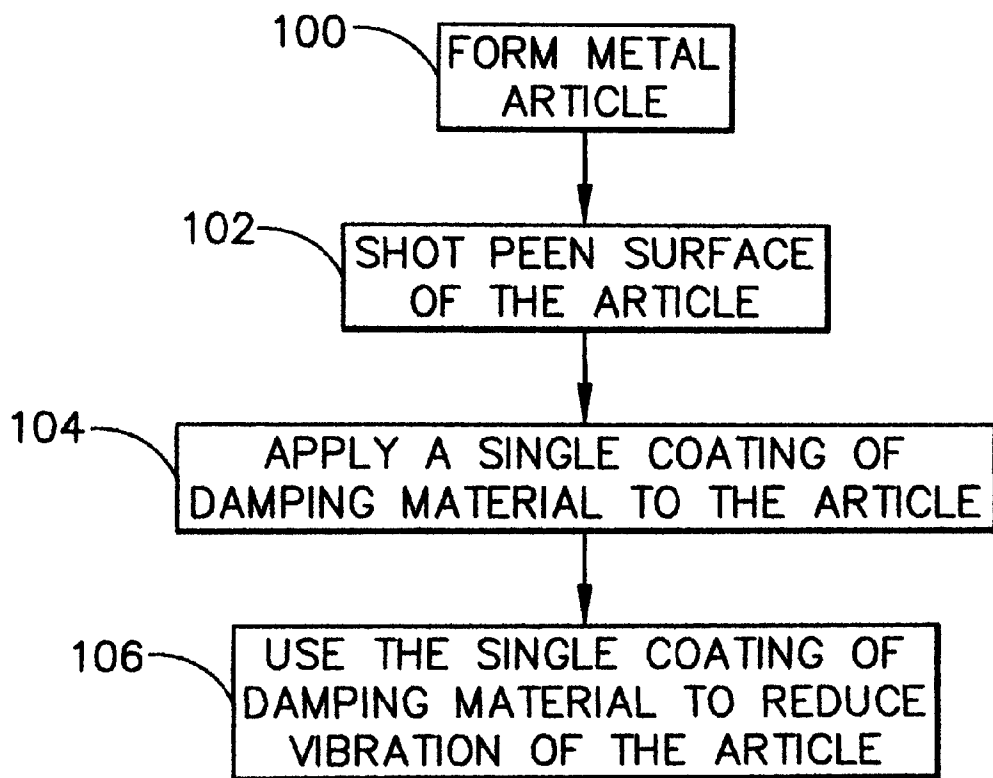 100
FORM METAL
ARTICLE
102
SHOT PEEN SURFACE
OF THE ARTICLE
104
APPLY A SINGLE COATING OF
DAMPING MATERIAL TO THE ARTICLE
106
USE THE SINGLE COATING OF
DAMPING MATERIAL TO REDUCE
VIBRATION OF THE ARTICLE